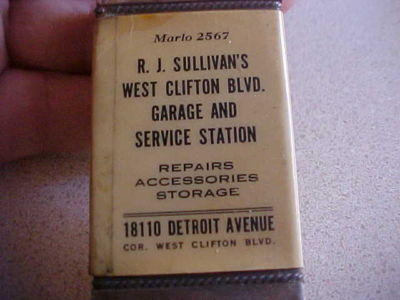 Marlo 2567
R. J. SULLIVAN'S
WEST CLIFTON BLVD.
GARAGE AND
SERVICE STATION
REPAIRS
ACCESSORIES
STORAGE
18110 DETROIT AVENUE
COR. WEST CLIFTON BLVD.